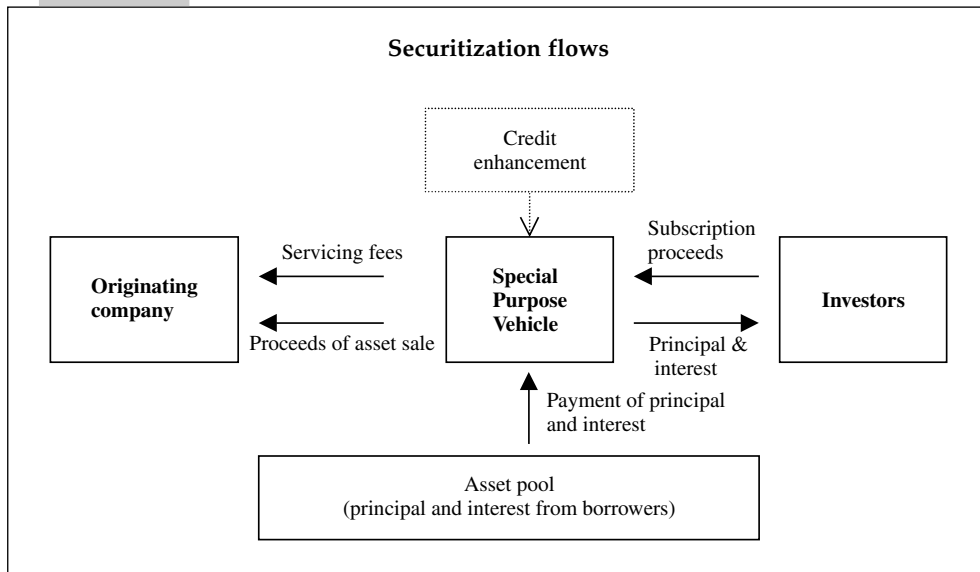 Securitization flows
Credit
enhancement
Servicing fees
Subscription
proceeds
Originating
company
Special
Purpose
Vehicle
Investors
Proceeds of asset sale
Principal &
interest
Payment of principal
and interest
Asset pool
(principal and interest from borrowers)